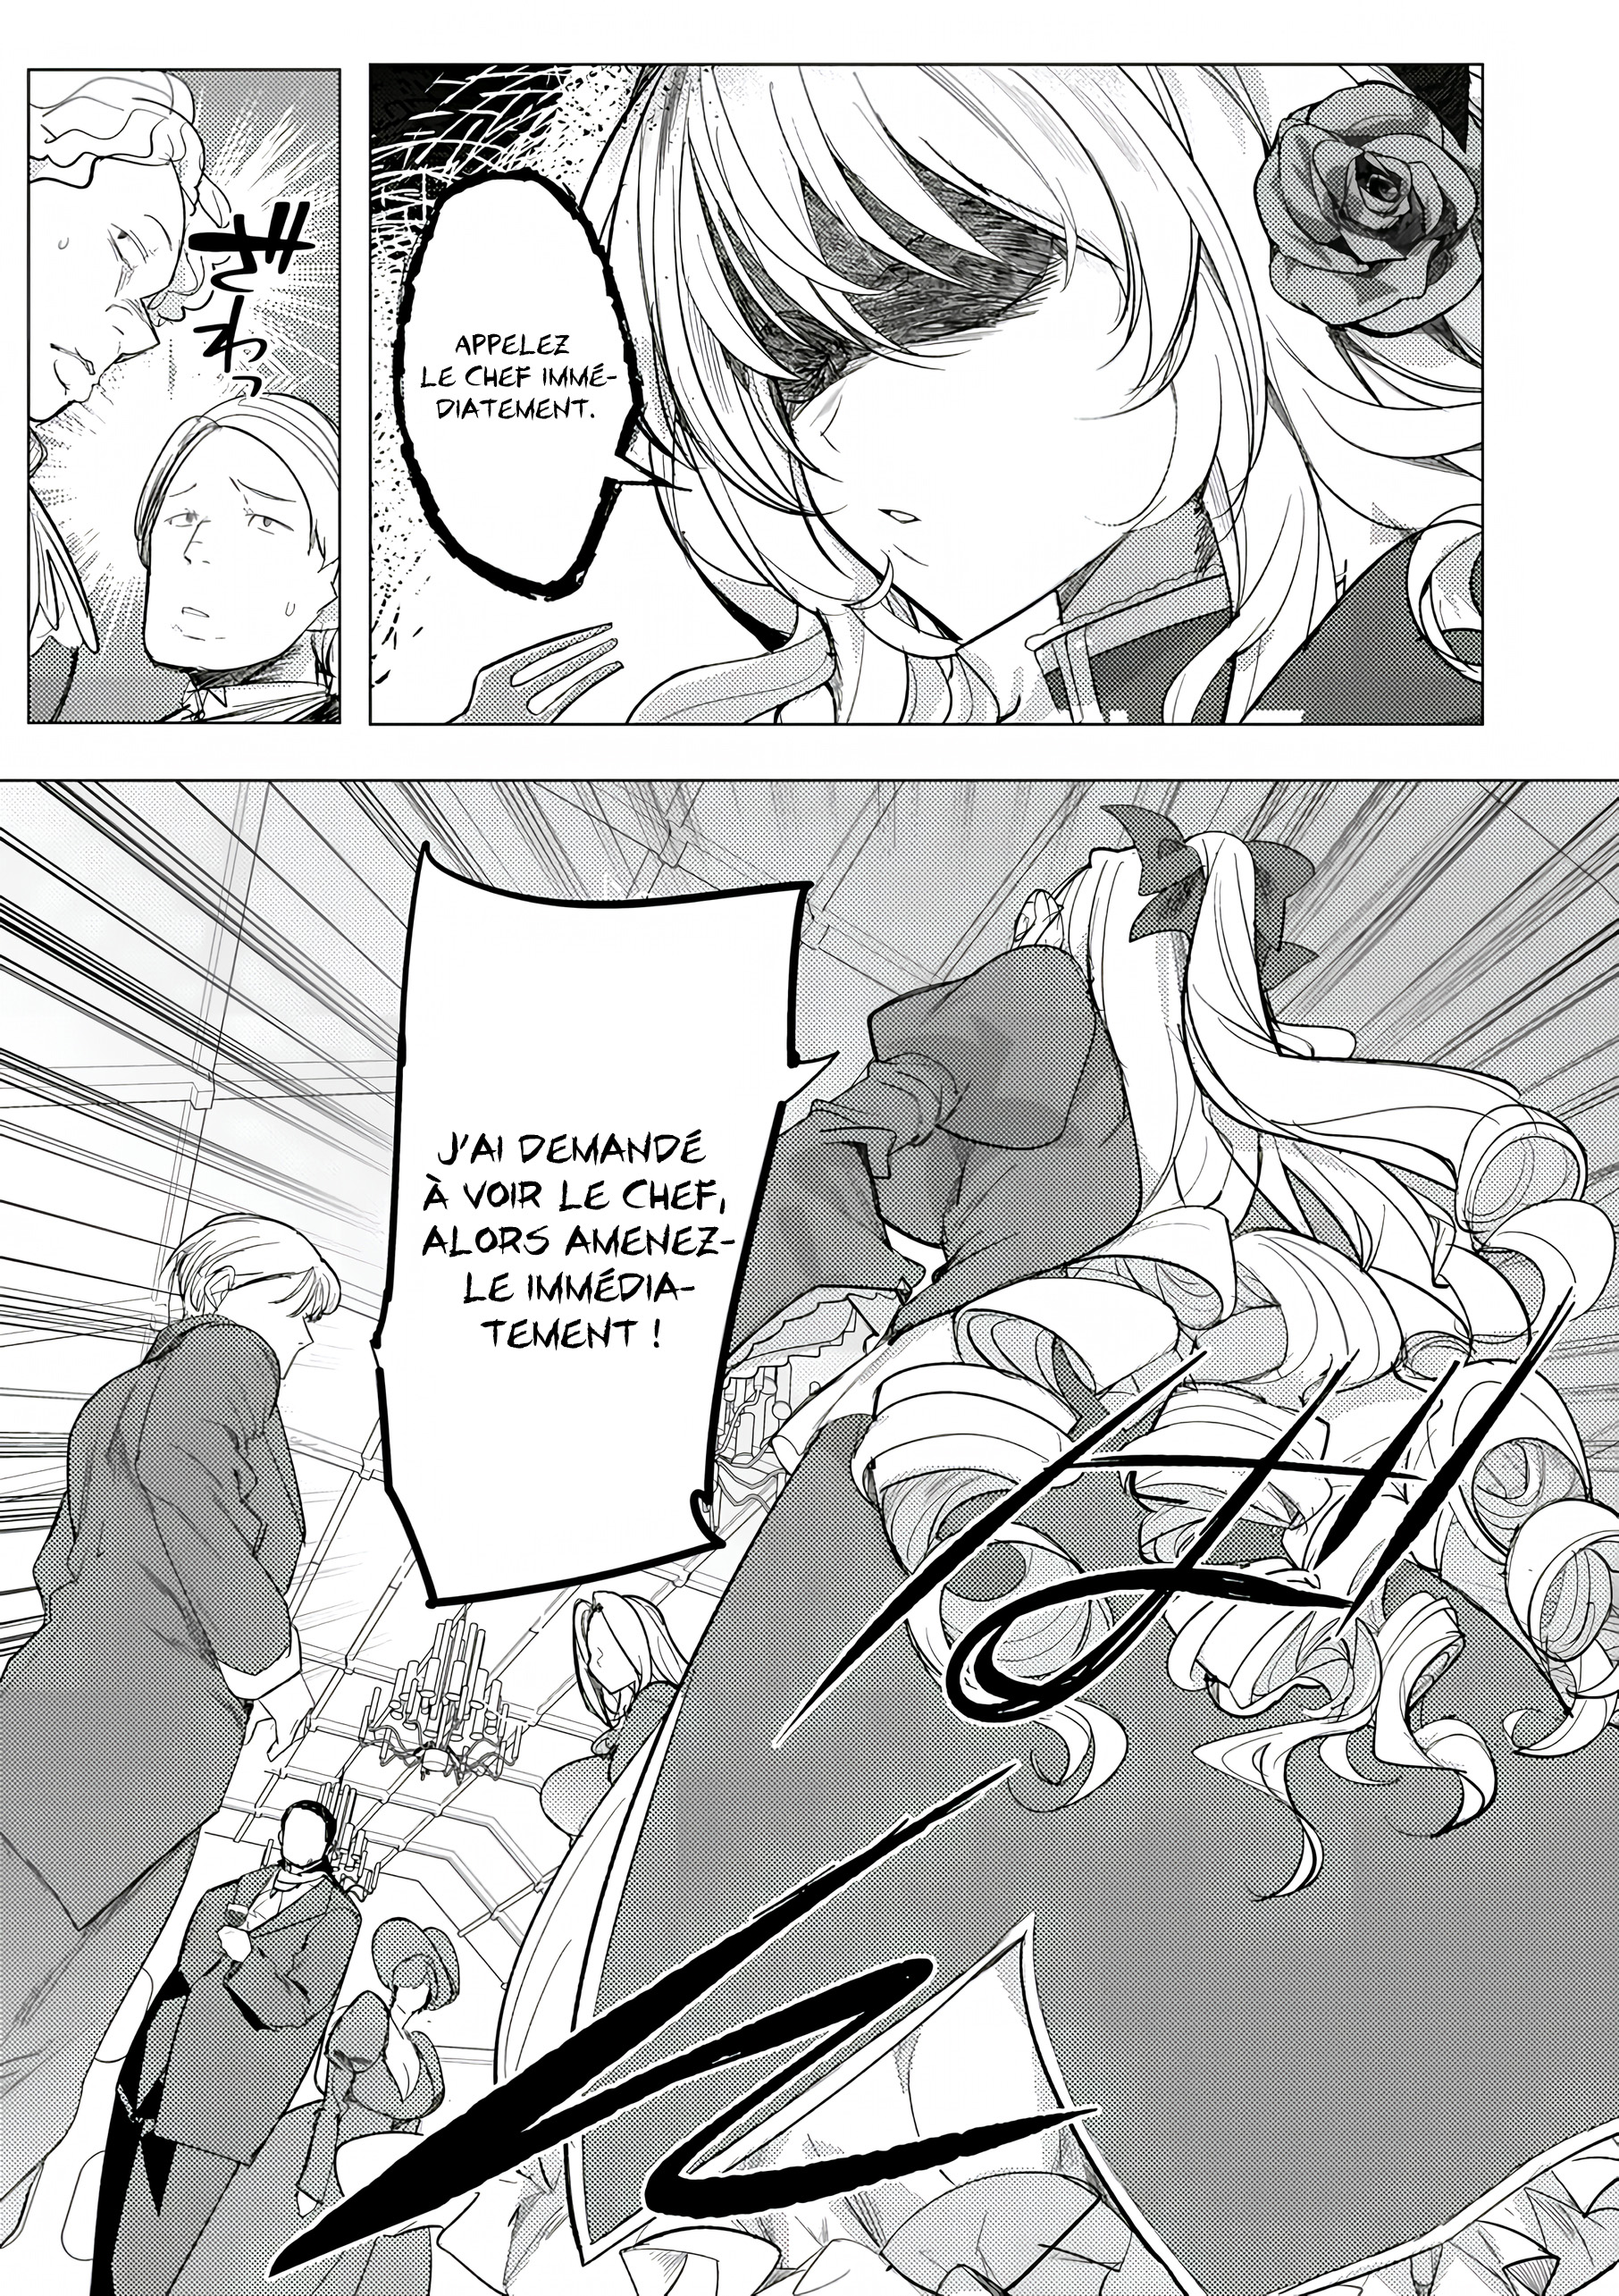 APPELEZ
LE CHEF IMMÉ-
DIATEMENT.
ざわっ
J'AI DEMANDÉ
À VOIR LE CHEF,
ALORS AMENEZ-
LE IMMÉDIA-
TEMENT !